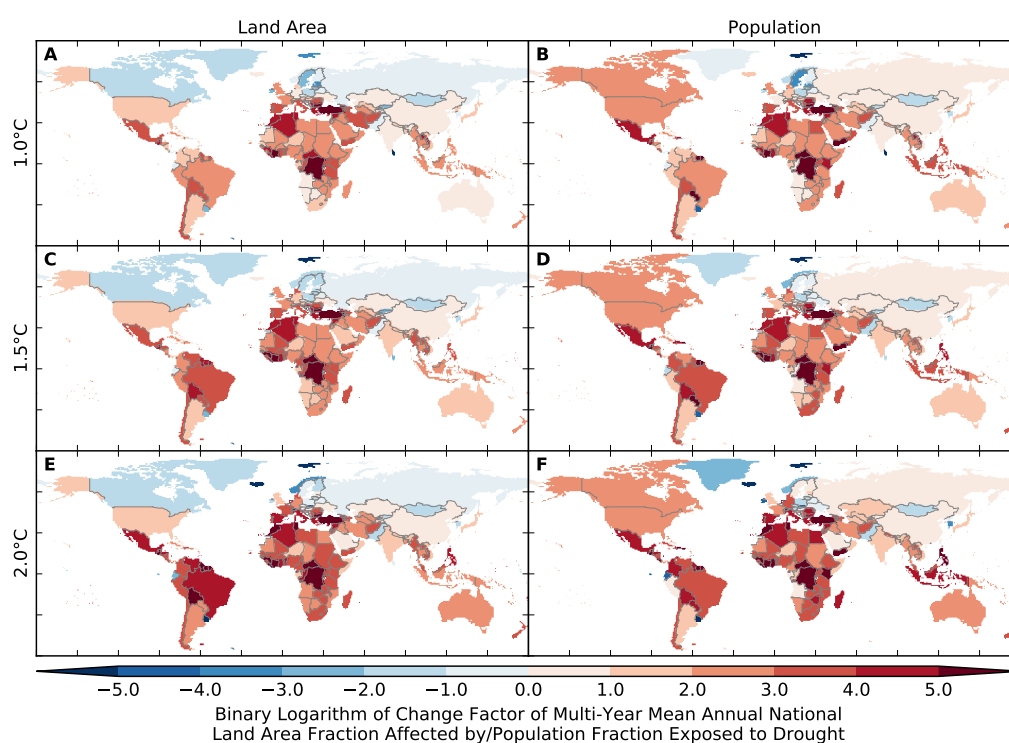 Land Area
Population
A
B
1.0°C
C
D
1.5°C
E
F
2.0°C
−5.0 −4.0 −3.0 −2.0 −1.0 0.0 1.0 2.0 3.0 4.0 5.0
Binary Logarithm of Change Factor of Multi-Year Mean Annual National
Land Area Fraction Affected by/Population Fraction Exposed to Drought